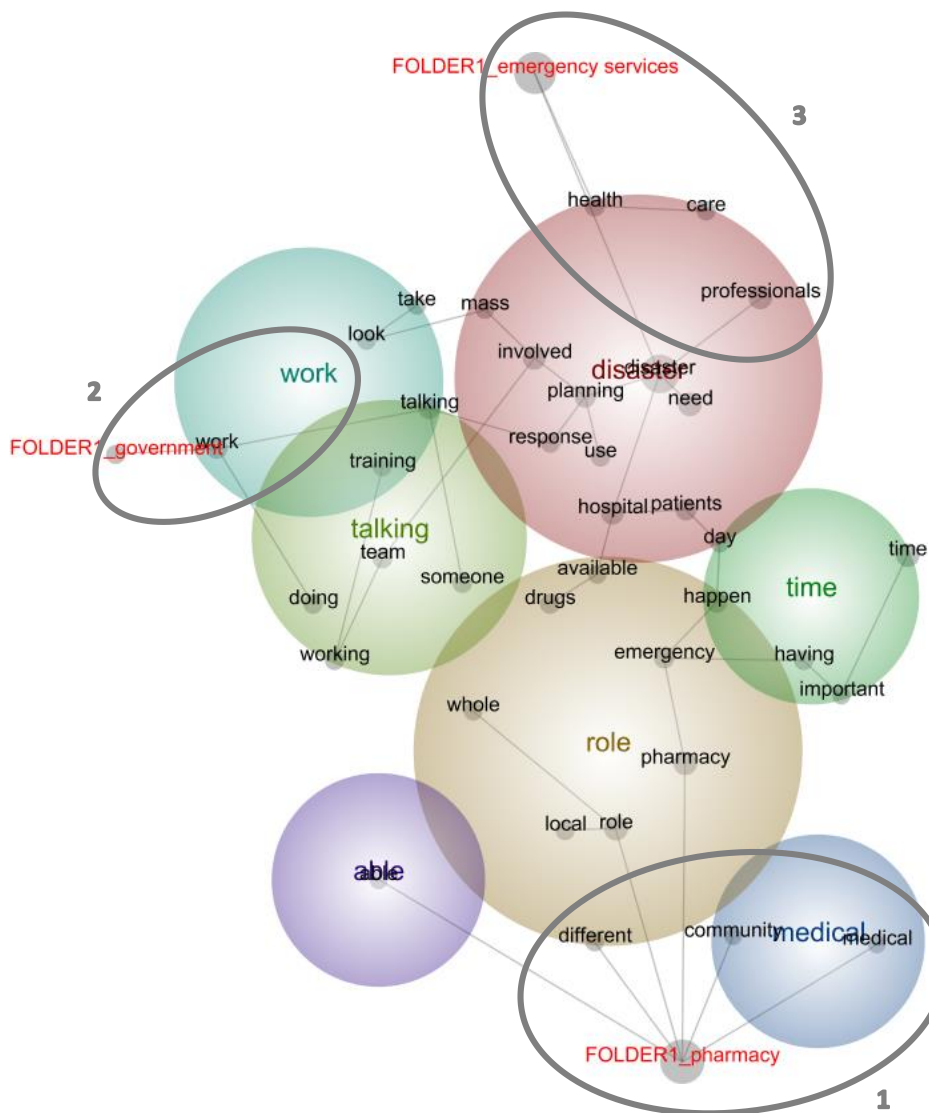 FOLDER1_emergency services
3
health
care
professionals
take
mass
look
involved
work
disaster
disaster
planning
need
2
talking
FOLDER1_government
work
response
use
training
hospital
patients
talking
day
time
team
available
someone
time
doing
drugs
happen
working
emergency
having
important
whole
role
pharmacy
local
role
able
able
different
community
medical
medical
FOLDER1_pharmacy
1